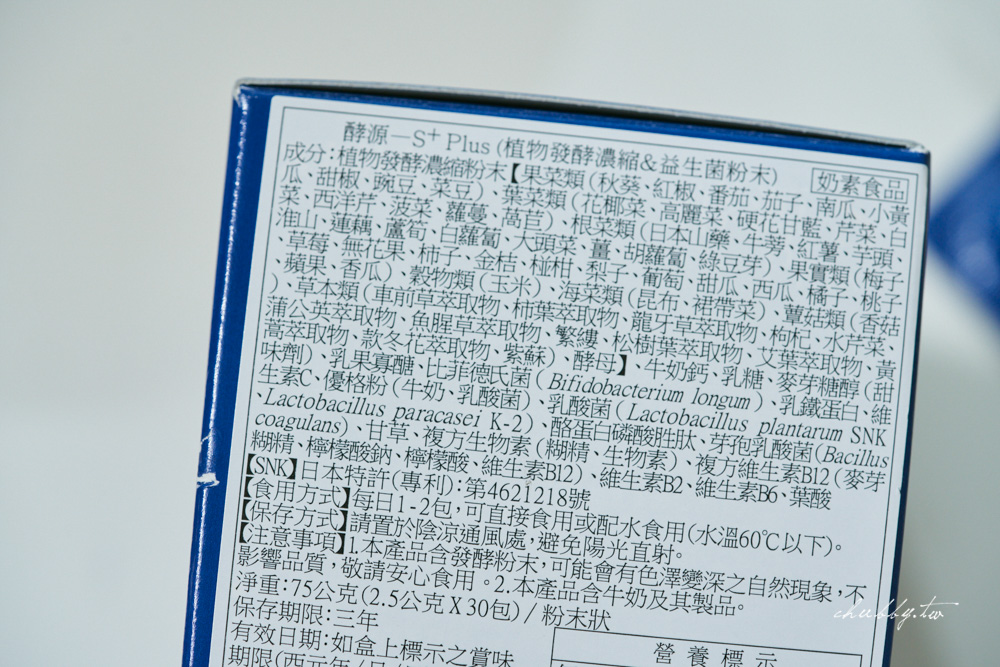 酵源－S⁺ Plus (植物發酵濃縮&益生菌粉末)
奶素食品
成分:植物發酵濃縮粉末【果菜類(秋葵、紅椒、番茄、茄子、南瓜、小黃
瓜、甜椒、豌豆、菜豆)、葉菜類(花椰菜、高麗菜、硬花甘藍、芹菜、白
菜、西洋芹、菠菜、蘿蔓、萵苣)、根菜類(日本山藥、牛蒡、紅薯、芋頭、
淮山、蓮藕、蘆筍、白蘿蔔、大頭菜、薑、胡蘿蔔、綠豆芽)、果實類(梅子
、草莓、無花果、柿子、金桔、椪柑、梨子、葡萄、甜瓜、西瓜、橘子、桃子
、蘋果、香瓜)、穀物類(玉米)、海菜類(昆布、裙帶菜)、蕈菇類(香菇
)、草本類(車前草萃取物、柿葉萃取物、龍牙草萃取物、枸杞、水芹菜、
蒲公英萃取物、魚腥草萃取物、繁縷、松樹葉萃取物、艾葉萃取物、黃
蒿萃取物、款冬花萃取物、紫蘇)、酵母】、牛奶鈣、乳糖、麥芽糖醇(甜
味劑)、乳果寡醣、比菲德氏菌(Bifidobacterium longum)、乳鐵蛋白、維
生素C、優格粉(牛奶、乳酸菌)、乳酸菌(Lactobacillus plantarum SNK
、Lactobacillus paracasei K-2)、酪蛋白磷酸胜肽、芽孢乳酸菌(Bacillus
coagulans)、甘草、複方生物素(糊精、生物素)、複方維生素B12(麥芽
糊精、檸檬酸鈉、檸檬酸、維生素B12)、維生素B2、維生素B6、葉酸
【SNK】日本特許(專利):第4621218號
【食用方式】每日1-2包,可直接食用或配水食用(水溫60℃以下)。
【保存方式】請置於陰涼通風處,避免陽光直射。
【注意事項】1.本產品含發酵粉末,可能會有色澤變深之自然現象,不
影響品質,敬請安心食用。2.本產品含牛奶及其製品。
淨重:75公克(2.5公克X30包)/粉末狀
保存期限:三年
有效日期:如盒上標示之賞味
營養標示
chubby.tw